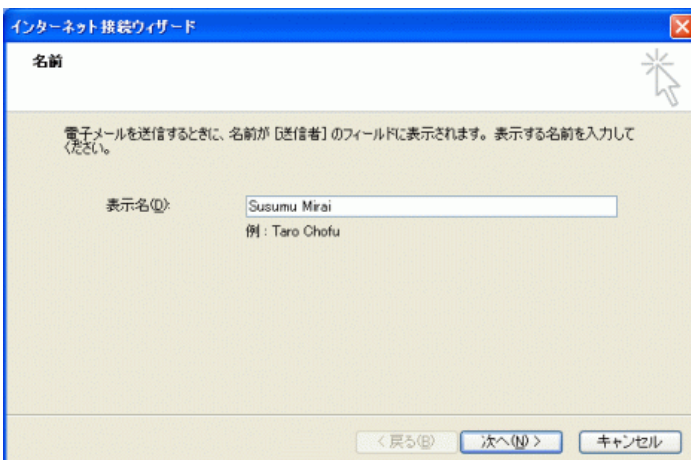 インターネット接続ウィザード
名前
電子メールを送信するときに、名前が [送信者] のフィールドに表示されます。表示する名前を入力して
ください。
表示名(D): Susumu Mirai
例 : Taro Chofu
< 戻る(B) 次へ(N) > キャンセル